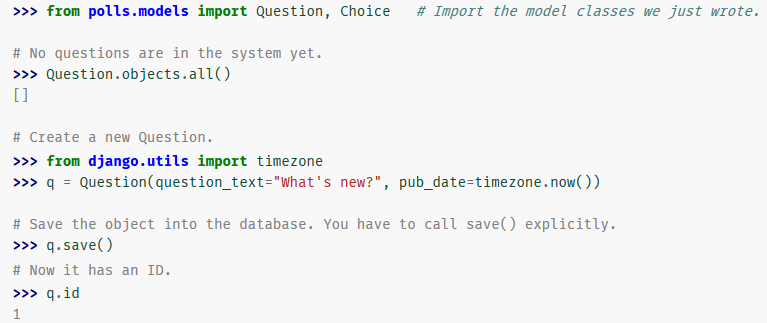 >>> from polls.models import Question, Choice   # Import the model classes we just wrote.
# No questions are in the system yet.
>>> Question.objects.all()
[]
# Create a new Question.
>>> from django.utils import timezone
>>> q = Question(question_text="What's new?", pub_date=timezone.now())
# Save the object into the database. You have to call save() explicitly.
>>> q.save()
# Now it has an ID.
>>> q.id
1